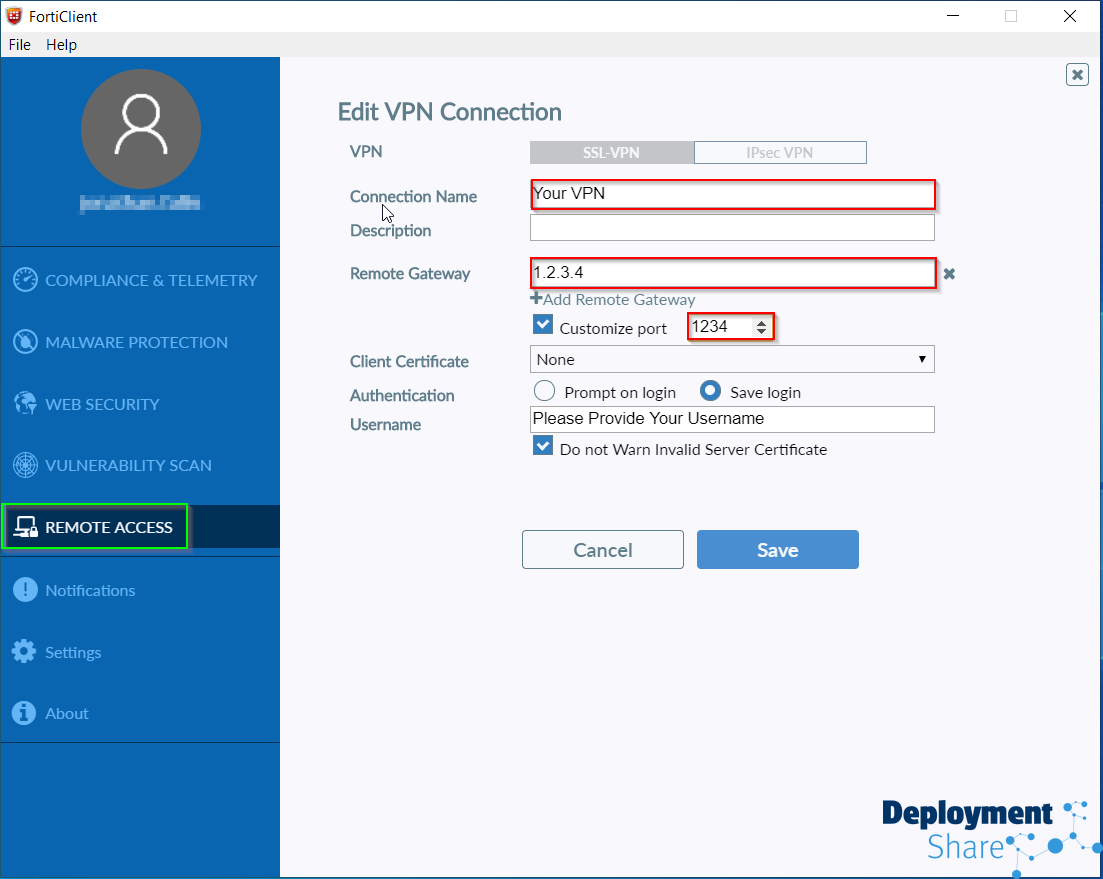 FortiClient
File Help
COMPLIANCE & TELEMETRY
MALWARE PROTECTION
WEB SECURITY
VULNERABILITY SCAN
REMOTE ACCESS
Notifications
Settings
About
Edit VPN Connection
VPN SSL-VPN IPsec VPN
Connection Name Your VPN
Description
Remote Gateway 1.2.3.4
Add Remote Gateway
Customize port 1234
Client Certificate None
Authentication Prompt on login Save login
Username Please Provide Your Username
Do not Warn Invalid Server Certificate
Cancel Save
Deployment
Share